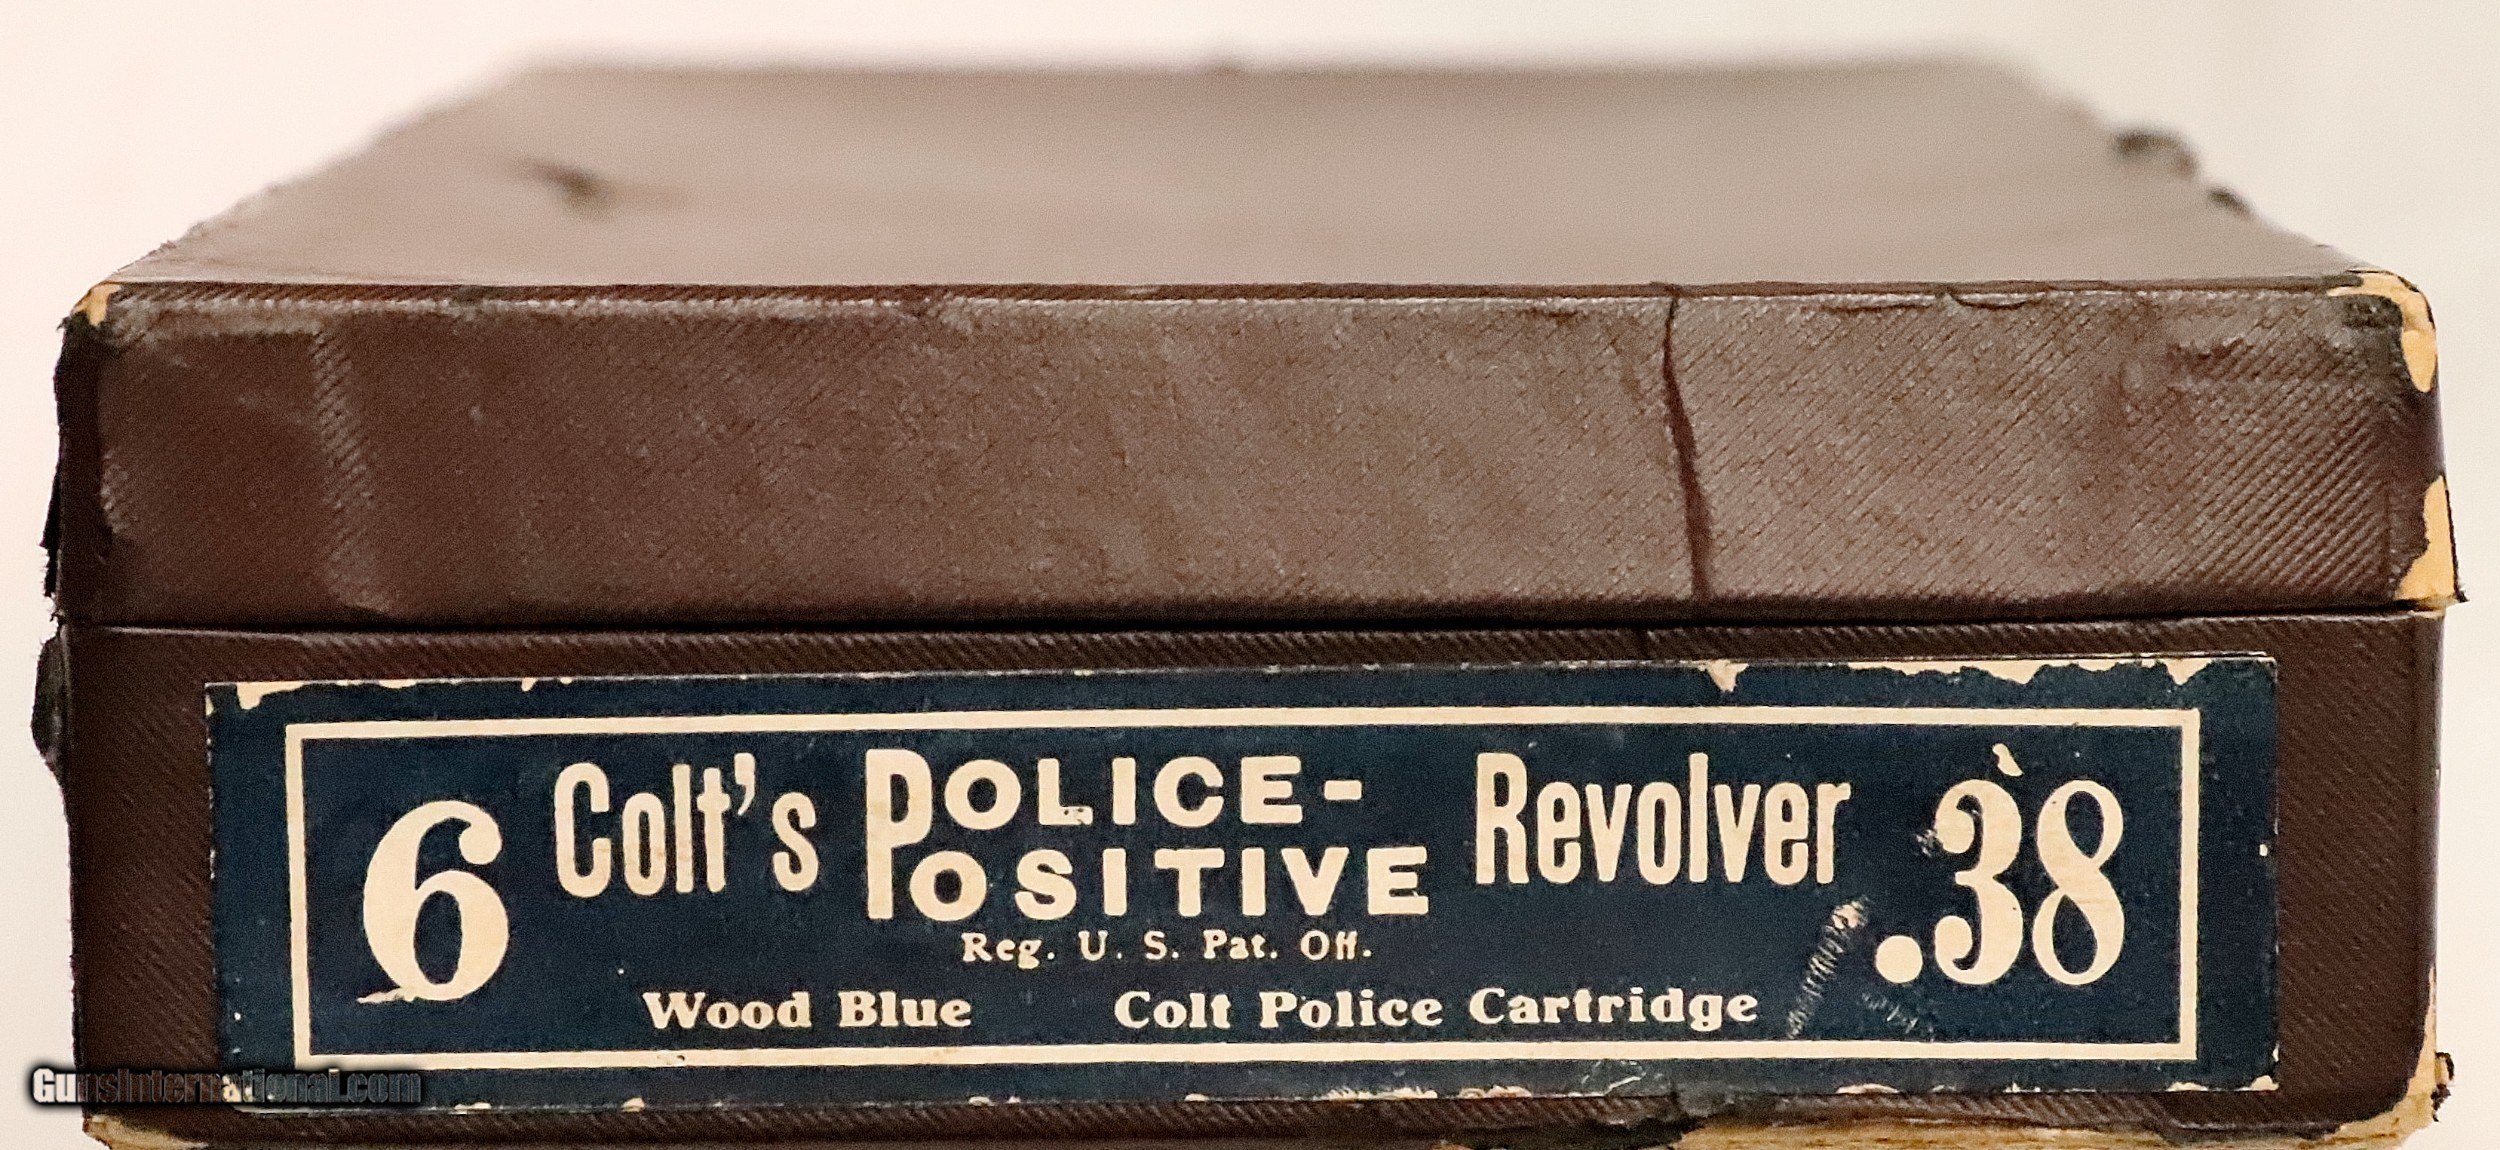 6 Colt's POLICE- Revolver .38
POSITIVE
Reg. U. S. Pat. Off.
Wood Blue Colt Police Cartridge
GunsInternational.com